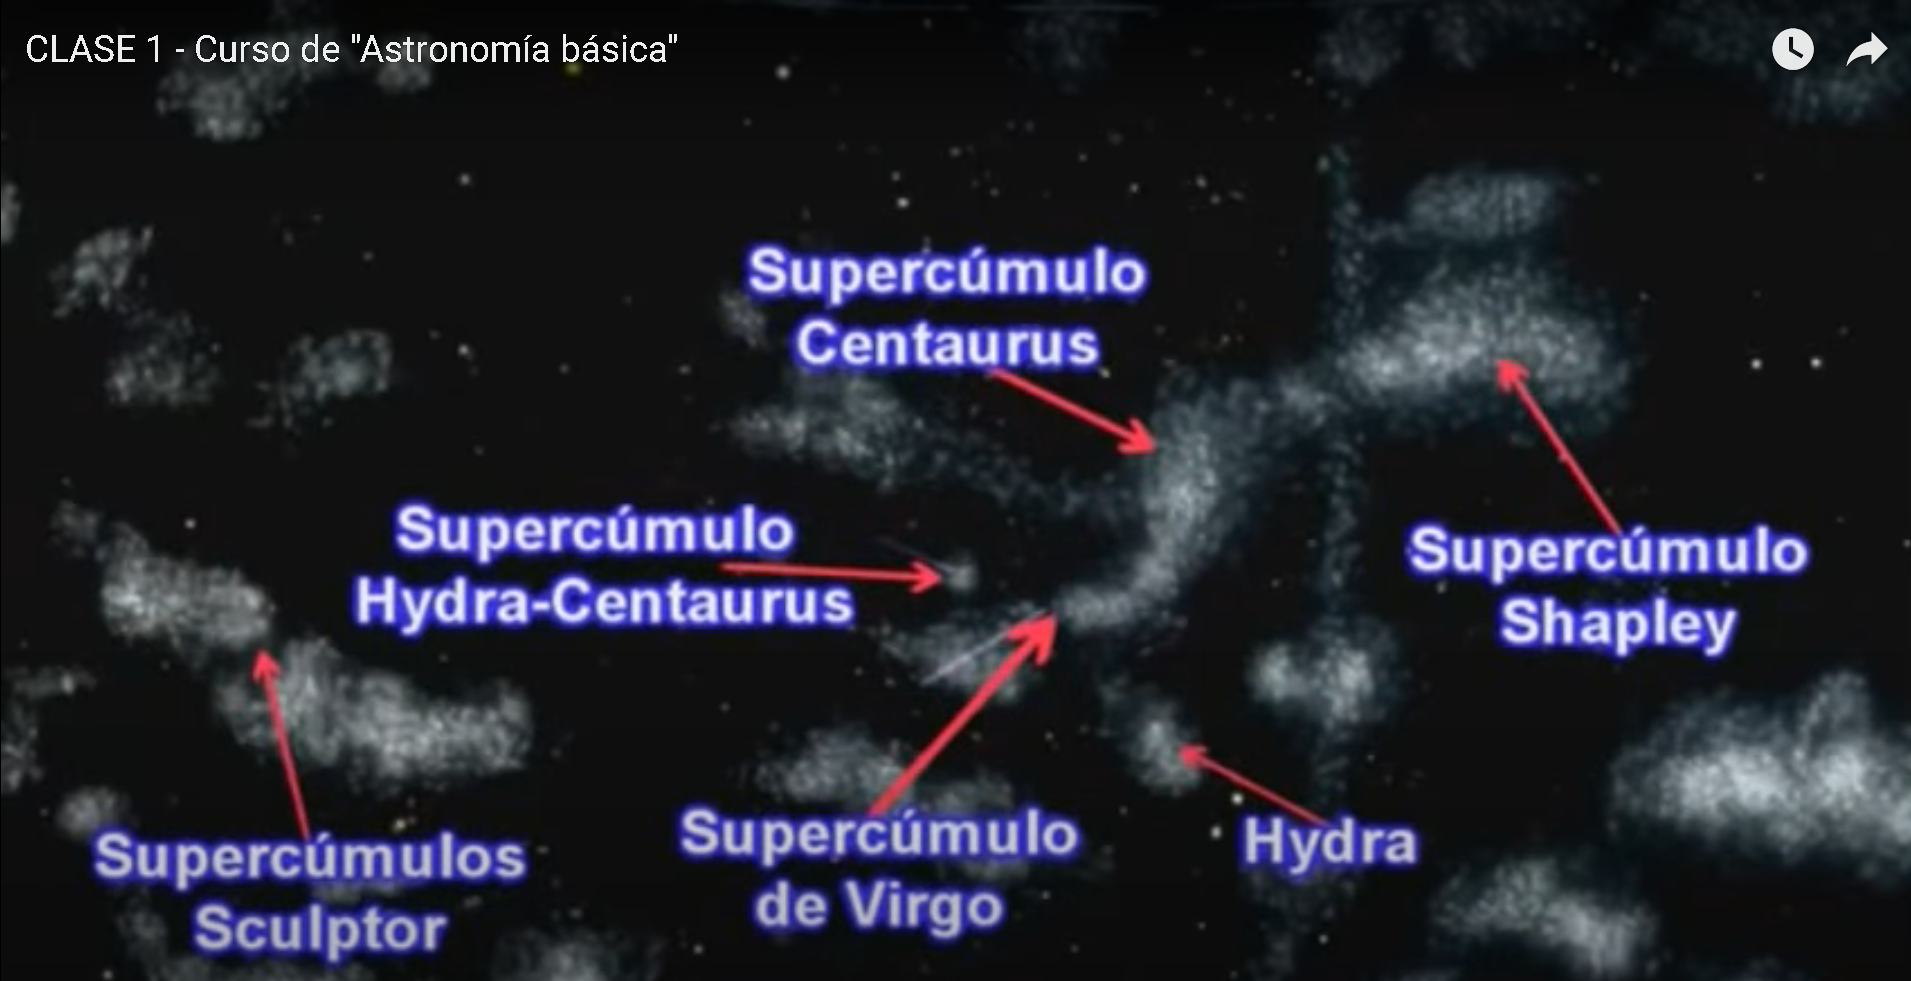 CLASE 1 - Curso de "Astronomía básica"
Supercúmulo
Centaurus
Supercúmulo
Hydra-Centaurus
Supercúmulo
Shapley
Supercúmulos
Sculptor
Supercúmulo
de Virgo
Hydra